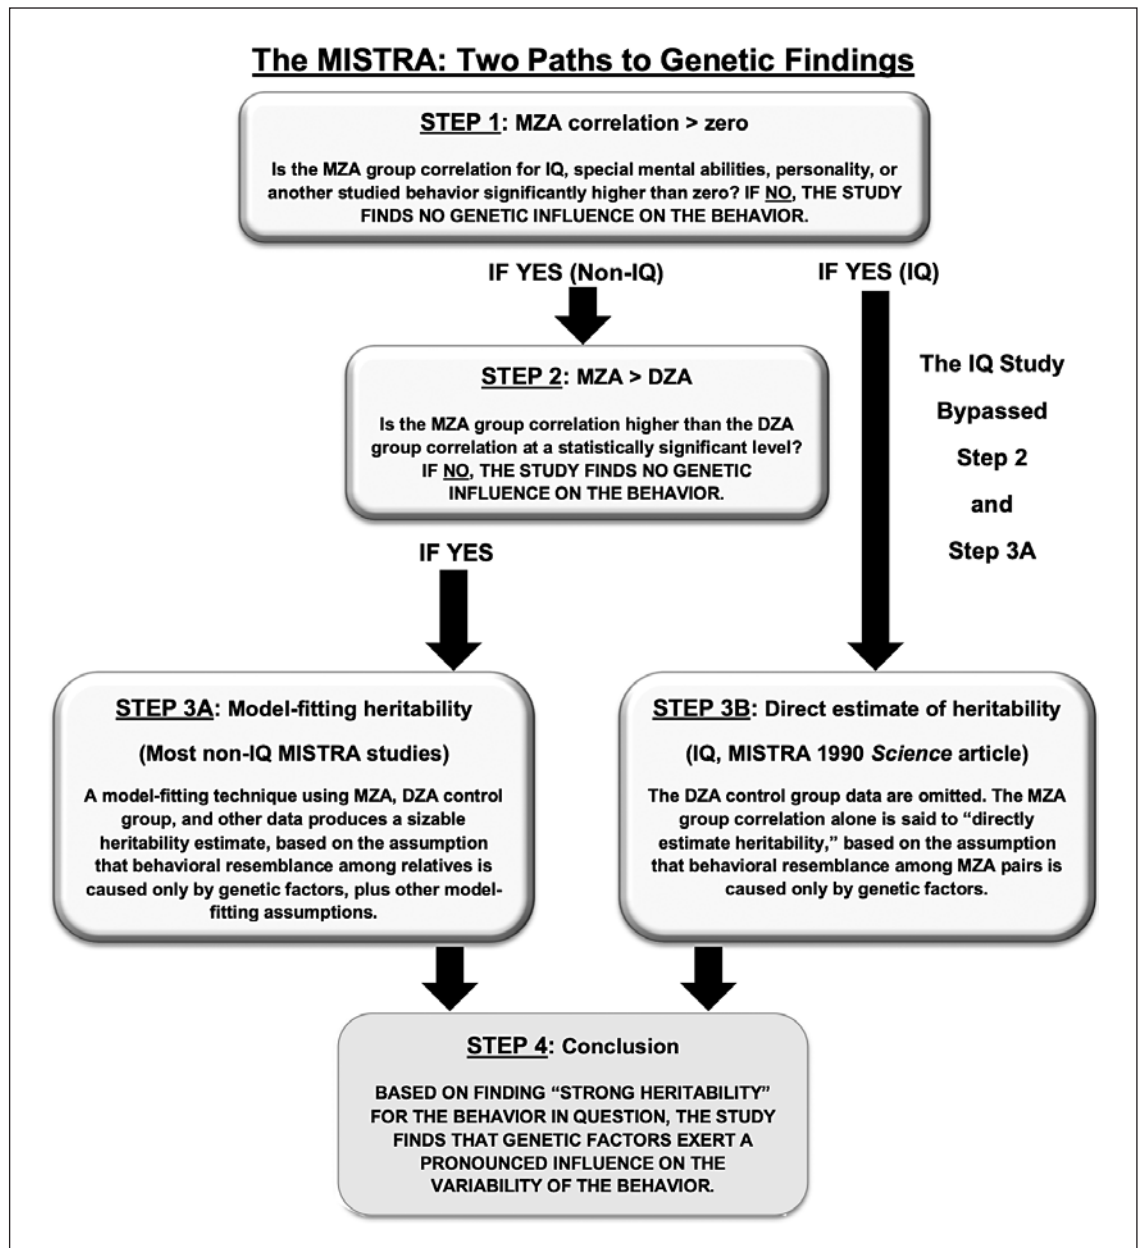 The MISTRA: Two Paths to Genetic Findings
STEP 1: MZA correlation > zero
Is the MZA group correlation for IQ, special mental abilities, personality, or
another studied behavior significantly higher than zero? IF NO, THE STUDY
FINDS NO GENETIC INFLUENCE ON THE BEHAVIOR.
IF YES (Non-IQ)
IF YES (IQ)
STEP 2: MZA > DZA
Is the MZA group correlation higher than the DZA
group correlation at a statistically significant level?
IF NO, THE STUDY FINDS NO GENETIC
INFLUENCE ON THE BEHAVIOR.
The IQ Study
Bypassed
Step 2
and
Step 3A
IF YES
STEP 3A: Model-fitting heritability
(Most non-IQ MISTRA studies)
A model-fitting technique using MZA, DZA control
group, and other data produces a sizable
heritability estimate, based on the assumption
that behavioral resemblance among relatives is
caused only by genetic factors, plus other model-
fitting assumptions.
STEP 3B: Direct estimate of heritability
(IQ, MISTRA 1990 Science article)
The DZA control group data are omitted. The MZA
group correlation alone is said to “directly
estimate heritability,” based on the assumption
that behavioral resemblance among MZA pairs is
caused only by genetic factors.
STEP 4: Conclusion
BASED ON FINDING “STRONG HERITABILITY”
FOR THE BEHAVIOR IN QUESTION, THE STUDY
FINDS THAT GENETIC FACTORS EXERT A
PRONOUNCED INFLUENCE ON THE
VARIABILITY OF THE BEHAVIOR.